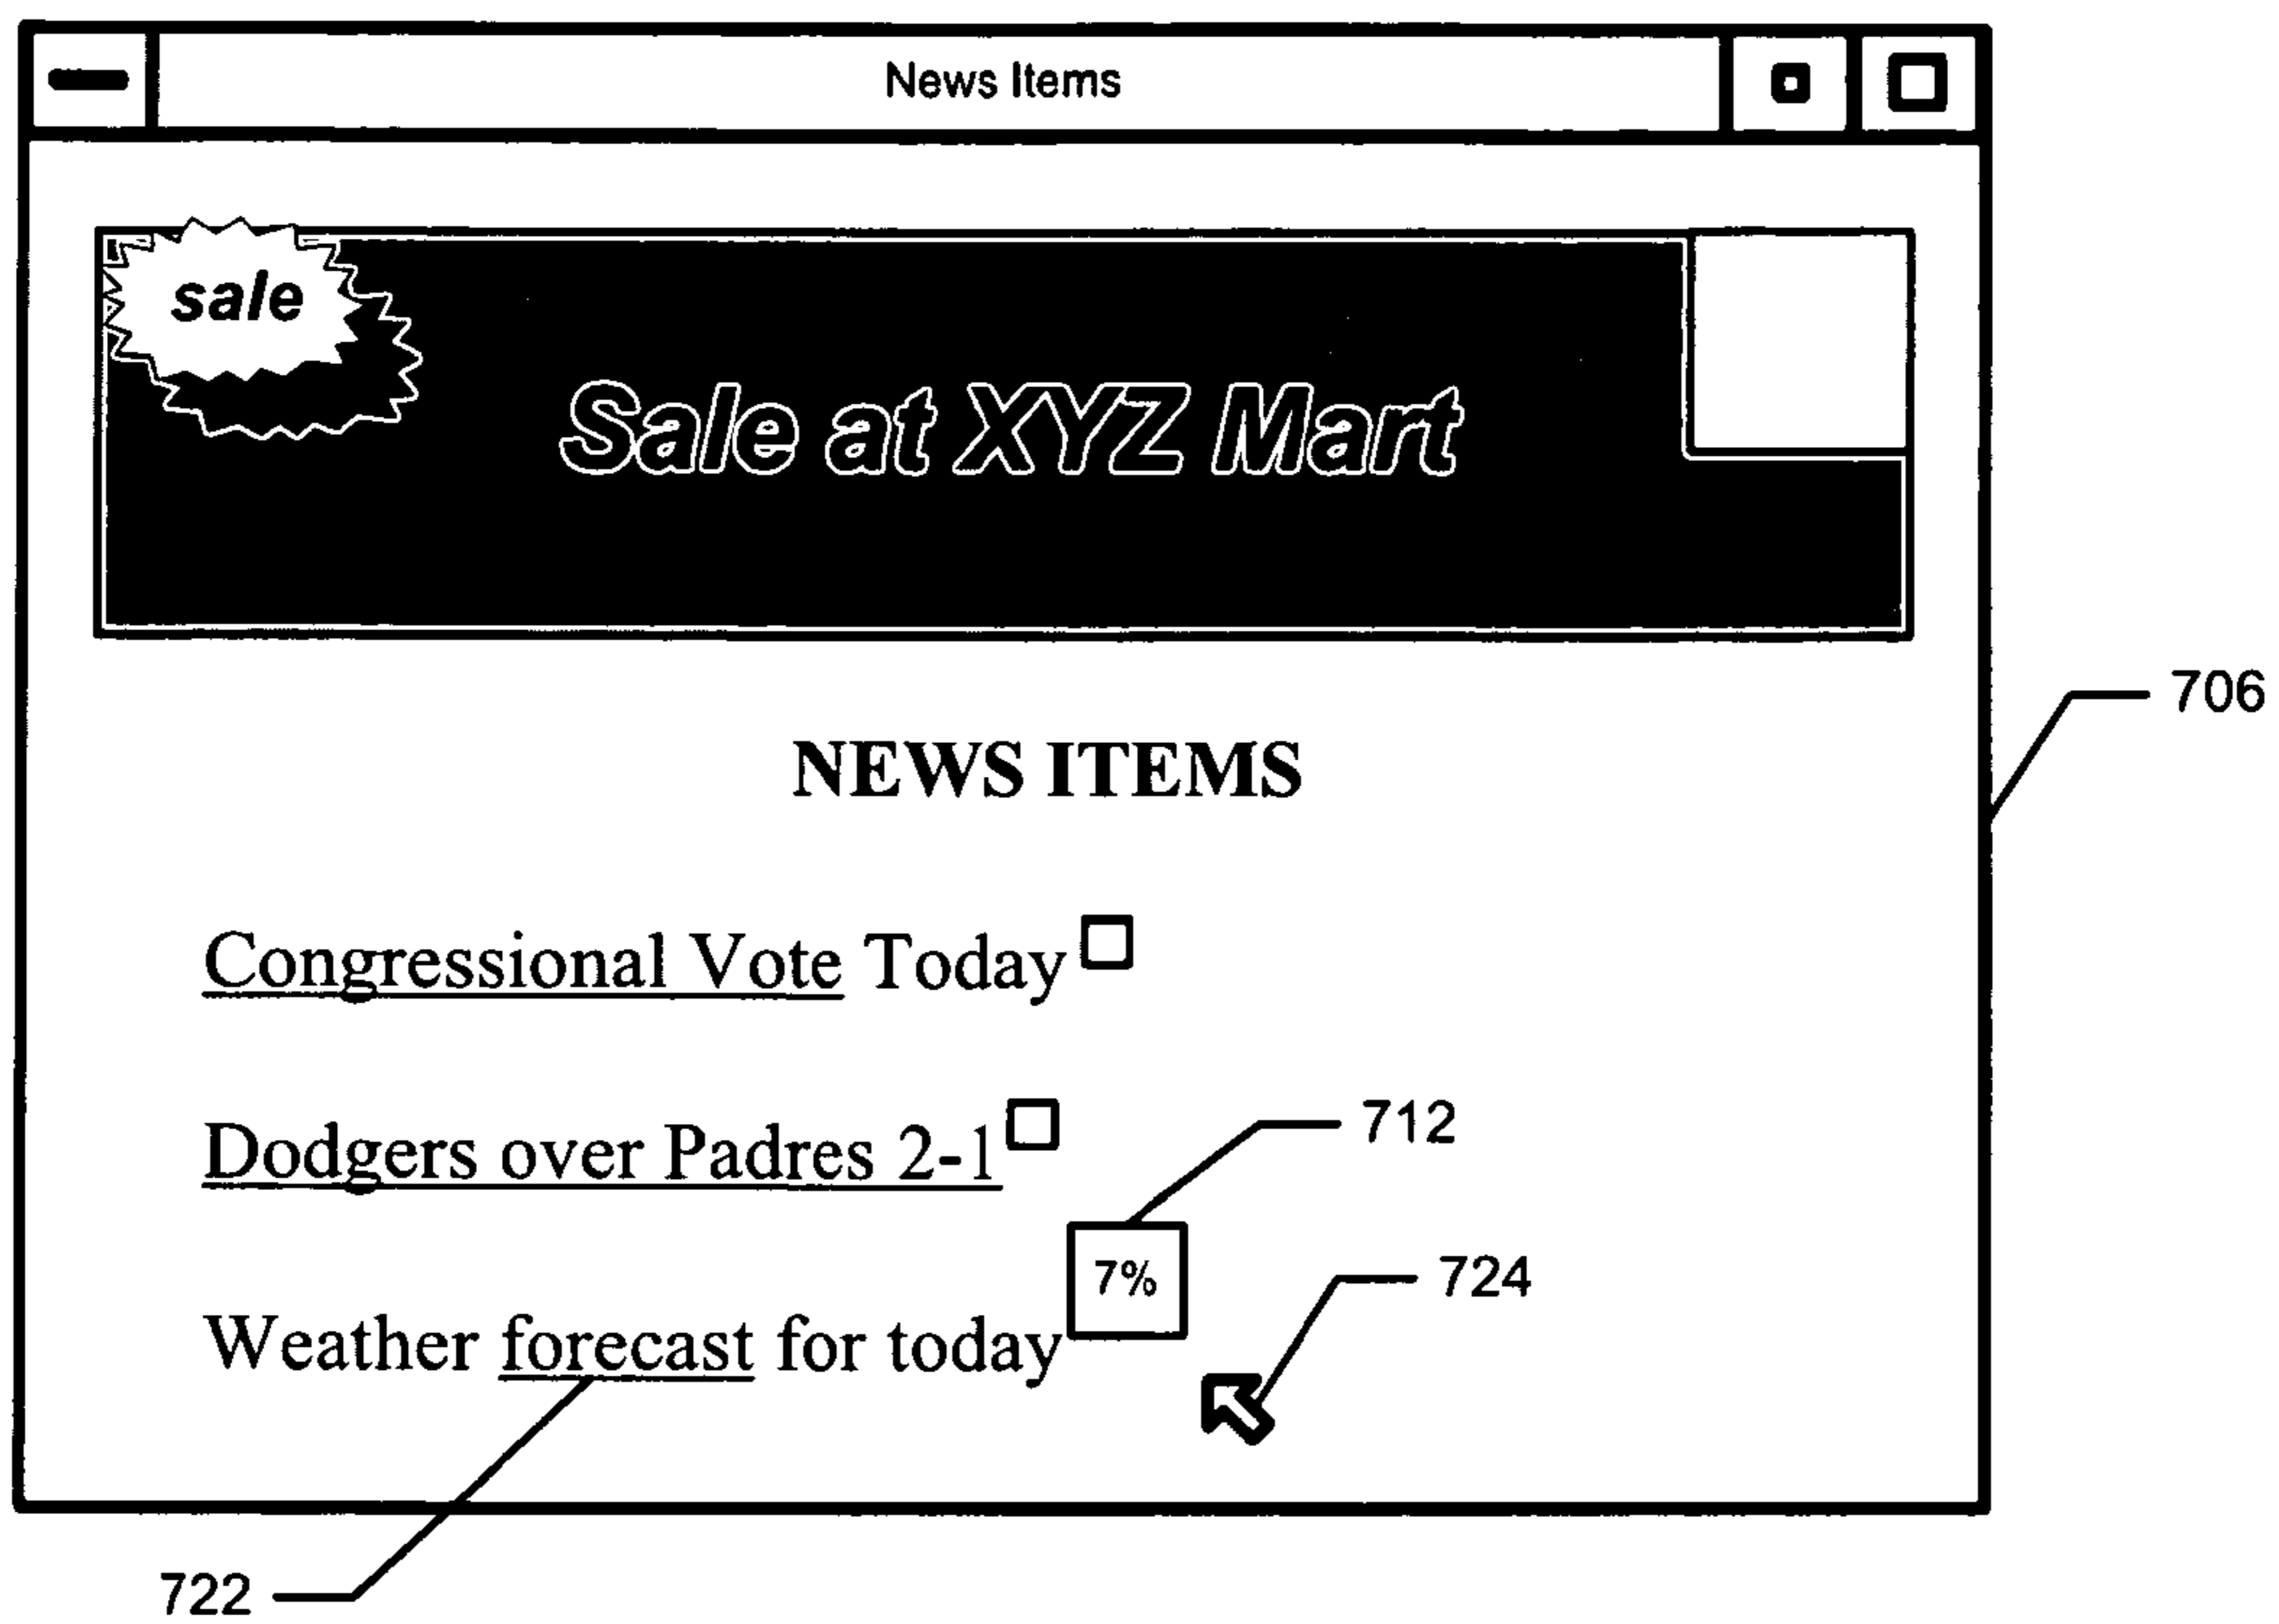 News Items
sale
Sale at XYZ Mart
706
NEWS ITEMS
Congressional Vote Today
Dodgers over Padres 2-1
712
7%
724
Weather forecast for today
722